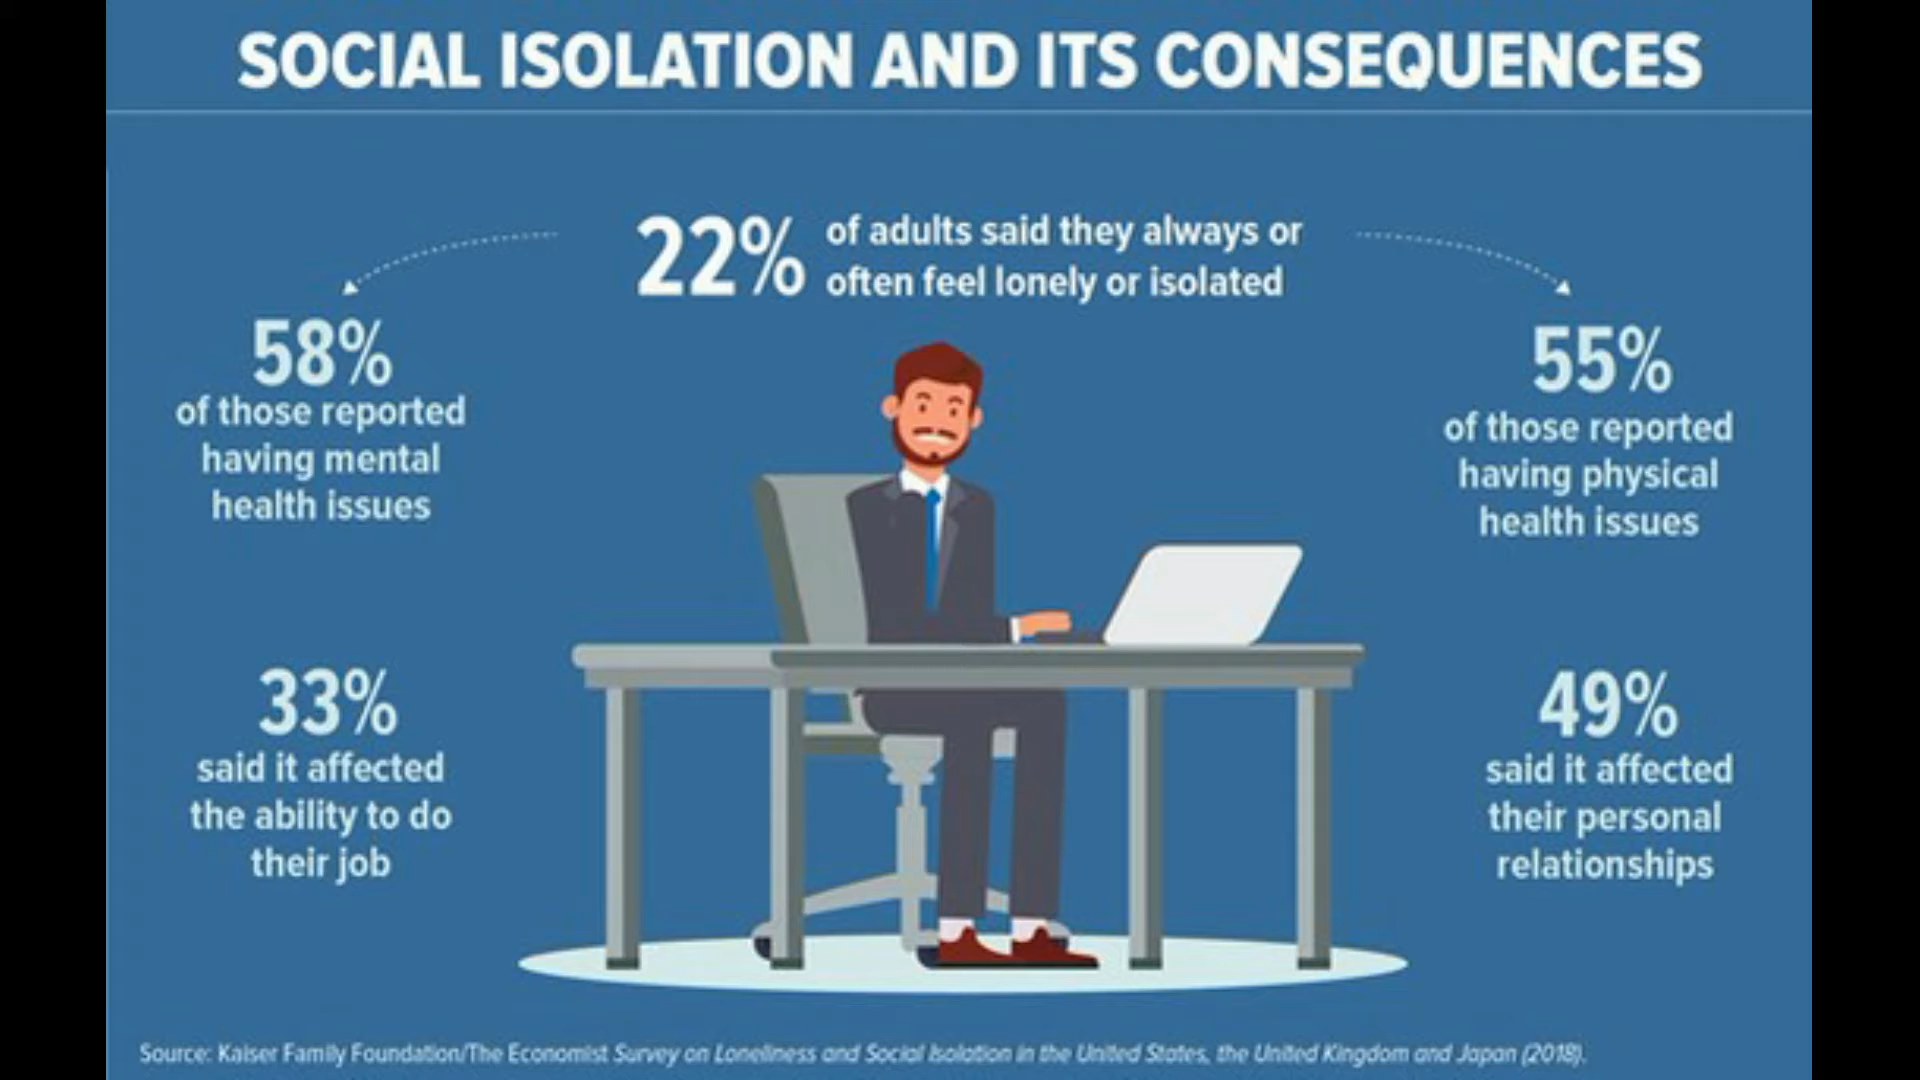 SOCIAL ISOLATION AND ITS CONSEQUENCES
22%
of adults said they always or
often feel lonely or isolated
58%
of those reported
having mental
health issues
55%
of those reported
having physical
health issues
33%
said it affected
the ability to do
their job
49%
said it affected
their personal
relationships
Source: Kaiser Family Foundation/The Economist Survey on Loneliness and Social Isolation in the United States, the United Kingdom and Japan (2018).